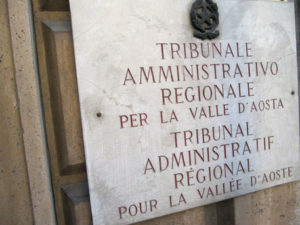 TRIBUNALE
AMMINISTRATIVO
REGIONALE
PER LA VALLE D'AOSTA
TRIBUNAL
ADMINISTRATIF
RÉGIONAL
POUR LA VALLÉE D'AOSTE